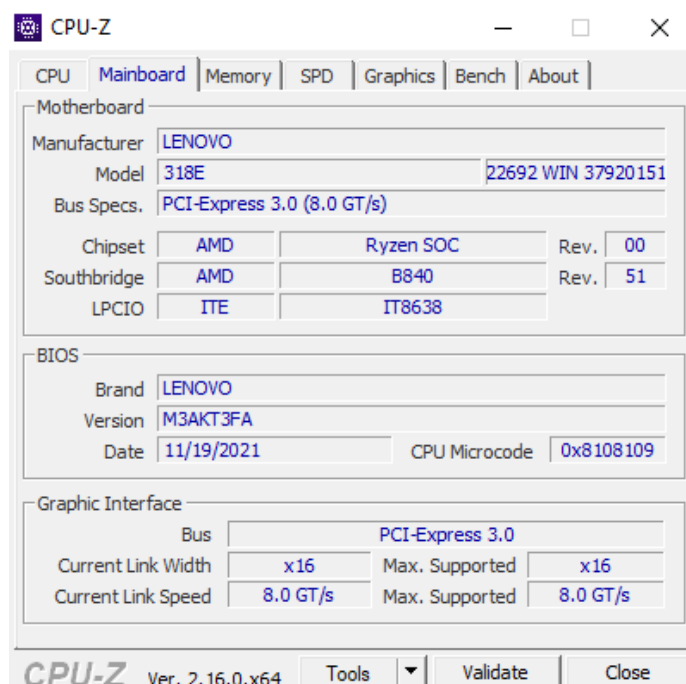 CPU-Z
CPU Mainboard Memory SPD Graphics Bench About
Motherboard
Manufacturer LENOVO
Model 318E 22692 WIN 37920151
Bus Specs. PCI-Express 3.0 (8.0 GT/s)
Chipset AMD Ryzen SOC Rev. 00
Southbridge AMD B840 Rev. 51
LPCIO ITE IT8638
BIOS
Brand LENOVO
Version M3AKT3FA
Date 11/19/2021 CPU Microcode 0x8108109
Graphic Interface
Bus PCI-Express 3.0
Current Link Width x16 Max. Supported x16
Current Link Speed 8.0 GT/s Max. Supported 8.0 GT/s
CPU-Z Ver. 2.16.0.x64 Tools Validate Close